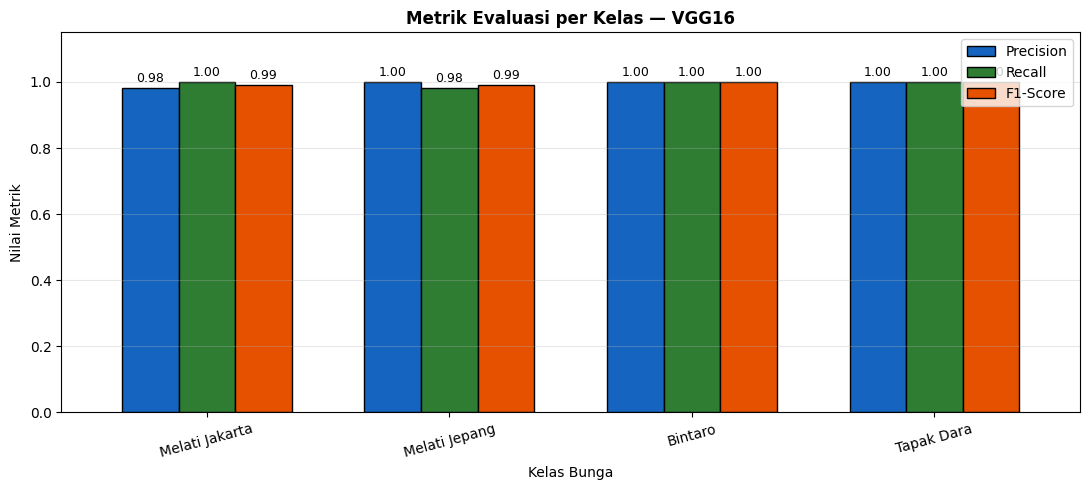 Metrik Evaluasi per Kelas — VGG16
Precision
Recall
F1-Score
0.98
1.00
0.99
1.00
0.98
0.99
1.00
1.00
1.00
1.00
1.00
1.0
0.8
0.6
0.4
0.2
0.0
Nilai Metrik
Melati Jakarta
Melati Jepang
Bintaro
Tapak Dara
Kelas Bunga